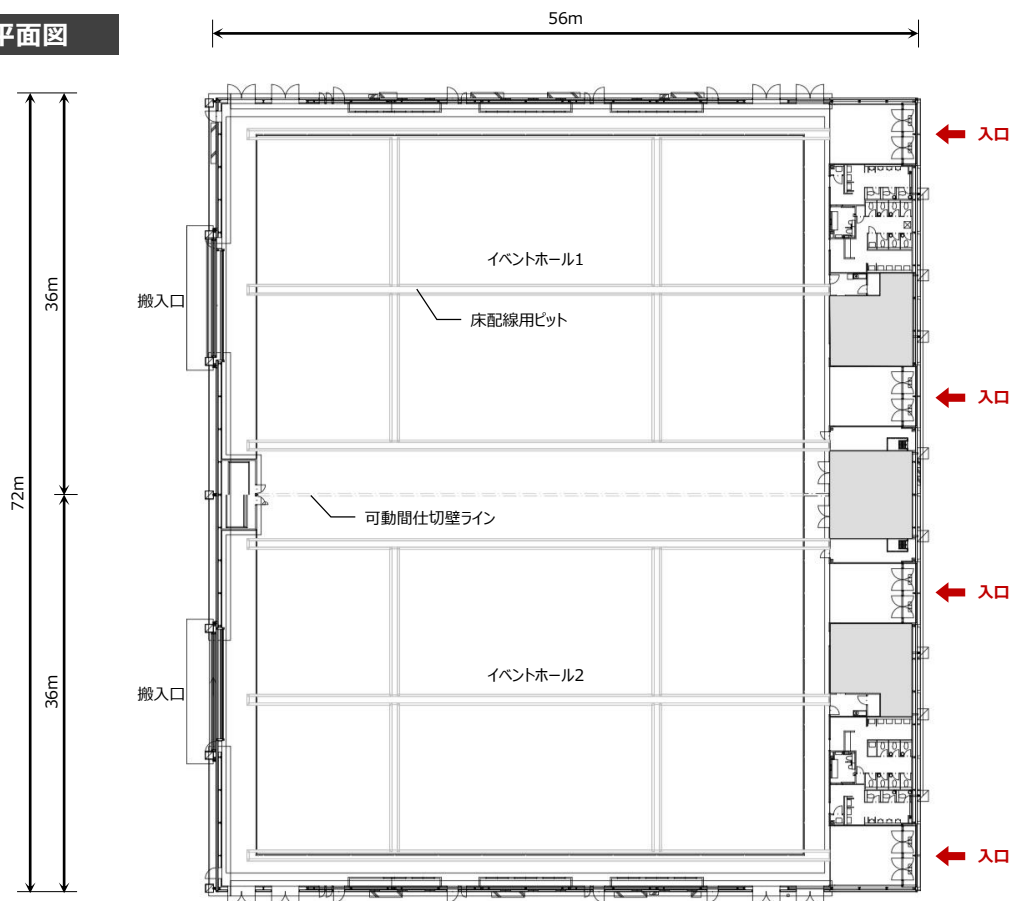 平面図
56m
入口
イベントホール1
36m
搬入口
床配線用ピット
入口
72m
可動間仕切壁ライン
入口
イベントホール2
36m
搬入口
入口